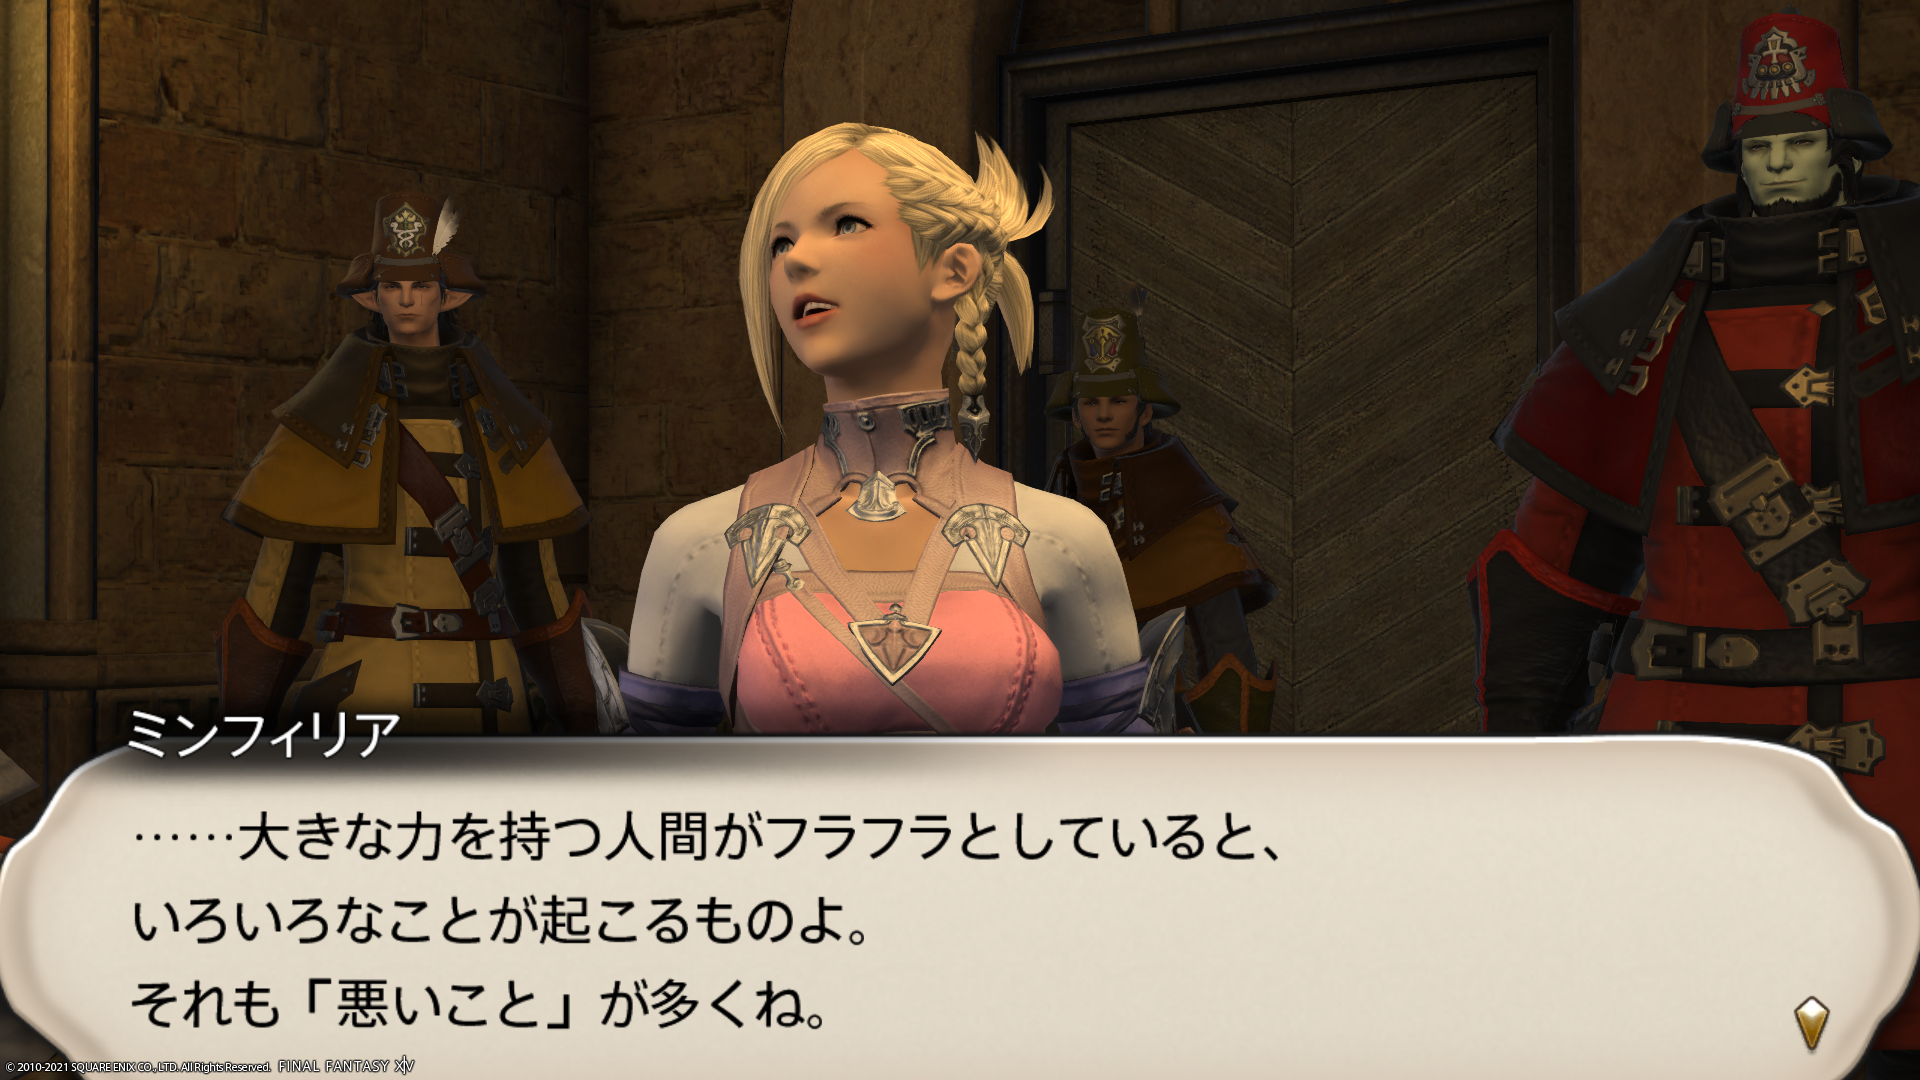 ミンフィリア
……大きな力を持つ人間がフラフラとしていると、
いろいろなことが起こるものよ。
それも「悪いこと」が多くね。
© 2010-2021 SQUARE ENIX CO., LTD. All Rights Reserved. FINAL FANTASY XIV